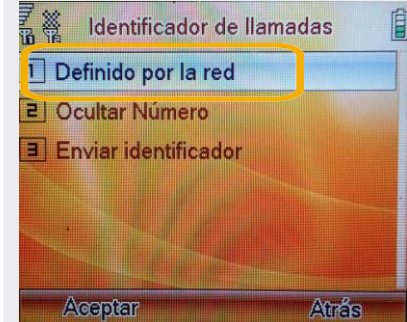 Identificador de llamadas
1 Definido por la red
2 Ocultar Número
3 Enviar identificador
Aceptar Atrás